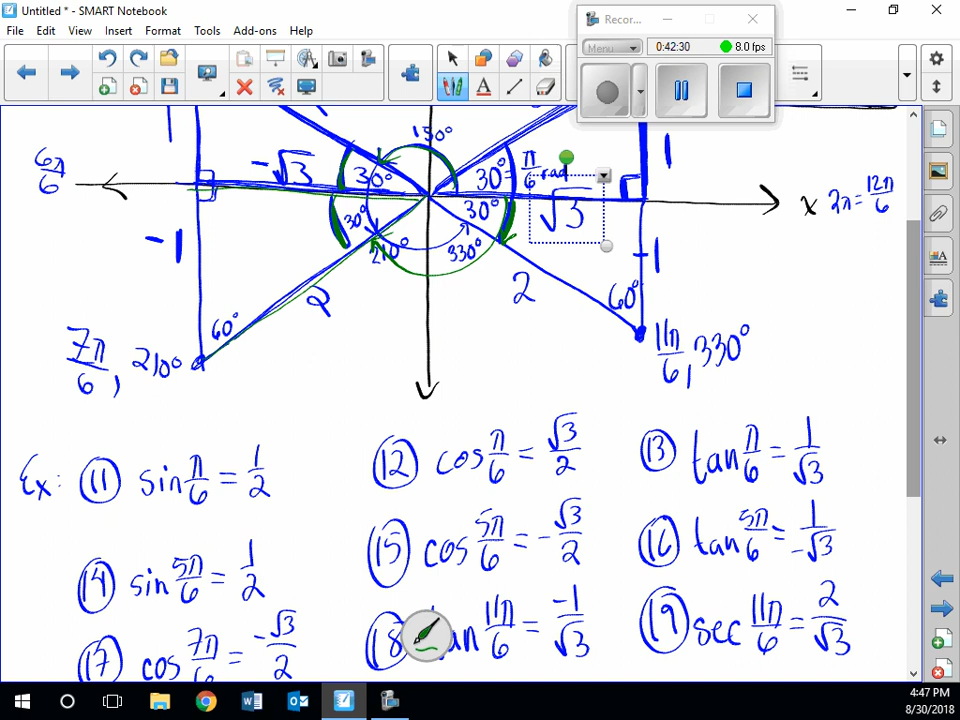 Untitled * - SMART Notebook
File Edit View Insert Format Tools Add-ons Help
Recor...
Menu 0:42:30 8.0 fps
150°
6π/6
-√3
30°
30° = π/6
rad
1
1
x 2π = 12π/6
30°
30°
√3
-1
210°
330°
-1
2
2
60°
60°
7π/6, 210°
11π/6, 330°
Ex: ⑪ sin π/6 = 1/2
⑫ cos π/6 = √3/2
⑬ tan π/6 = 1/√3
⑭ sin 5π/6 = 1/2
⑮ cos 5π/6 = -√3/2
⑯ tan 5π/6 = 1/-√3
⑰ cos 7π/6 = -√3/2
⑱ tan 11π/6 = -1/√3
⑲ sec 11π/6 = 2/√3
4:47 PM
8/30/2018